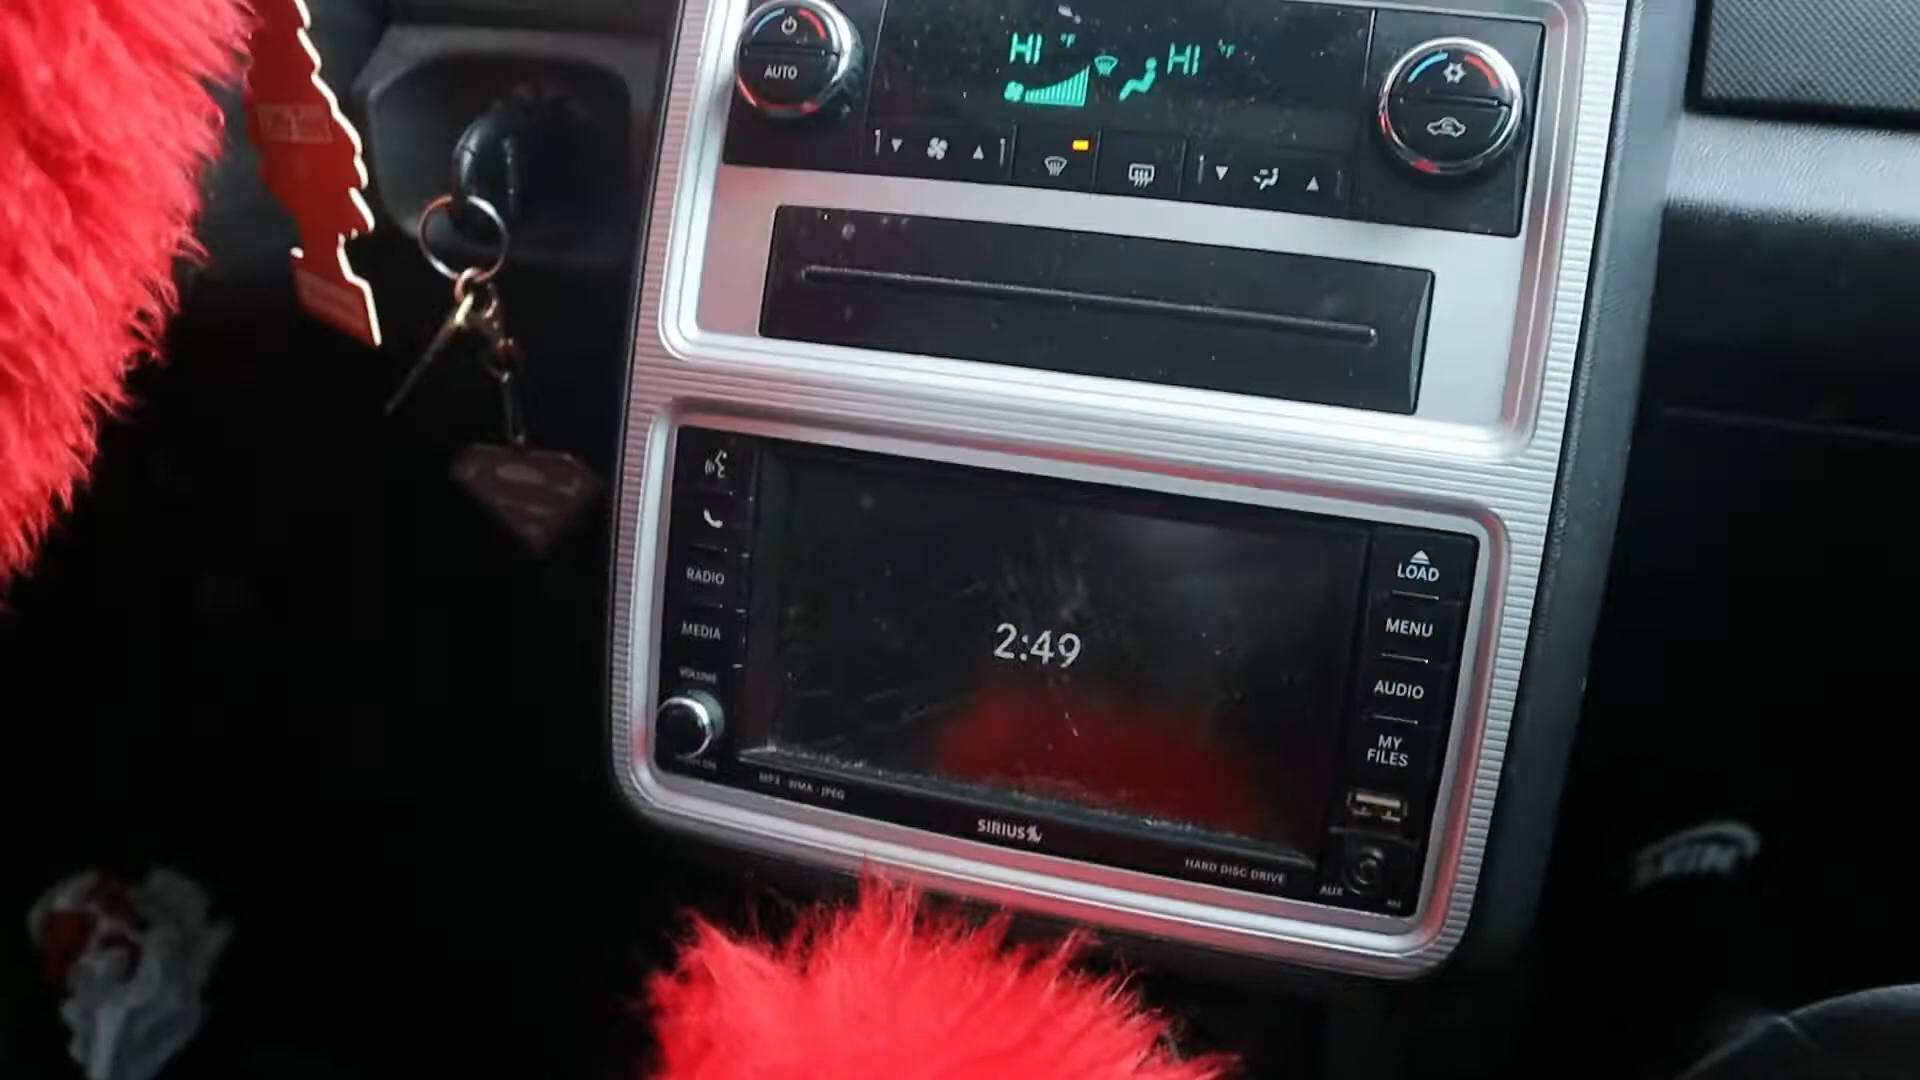 HI °F
HI °F
AUTO
2:49
RADIO
MEDIA
VOLUME
LOAD
MENU
AUDIO
MY
FILES
MP3 · WMA · JPEG
SIRIUS
HARD DISC DRIVE
AUX